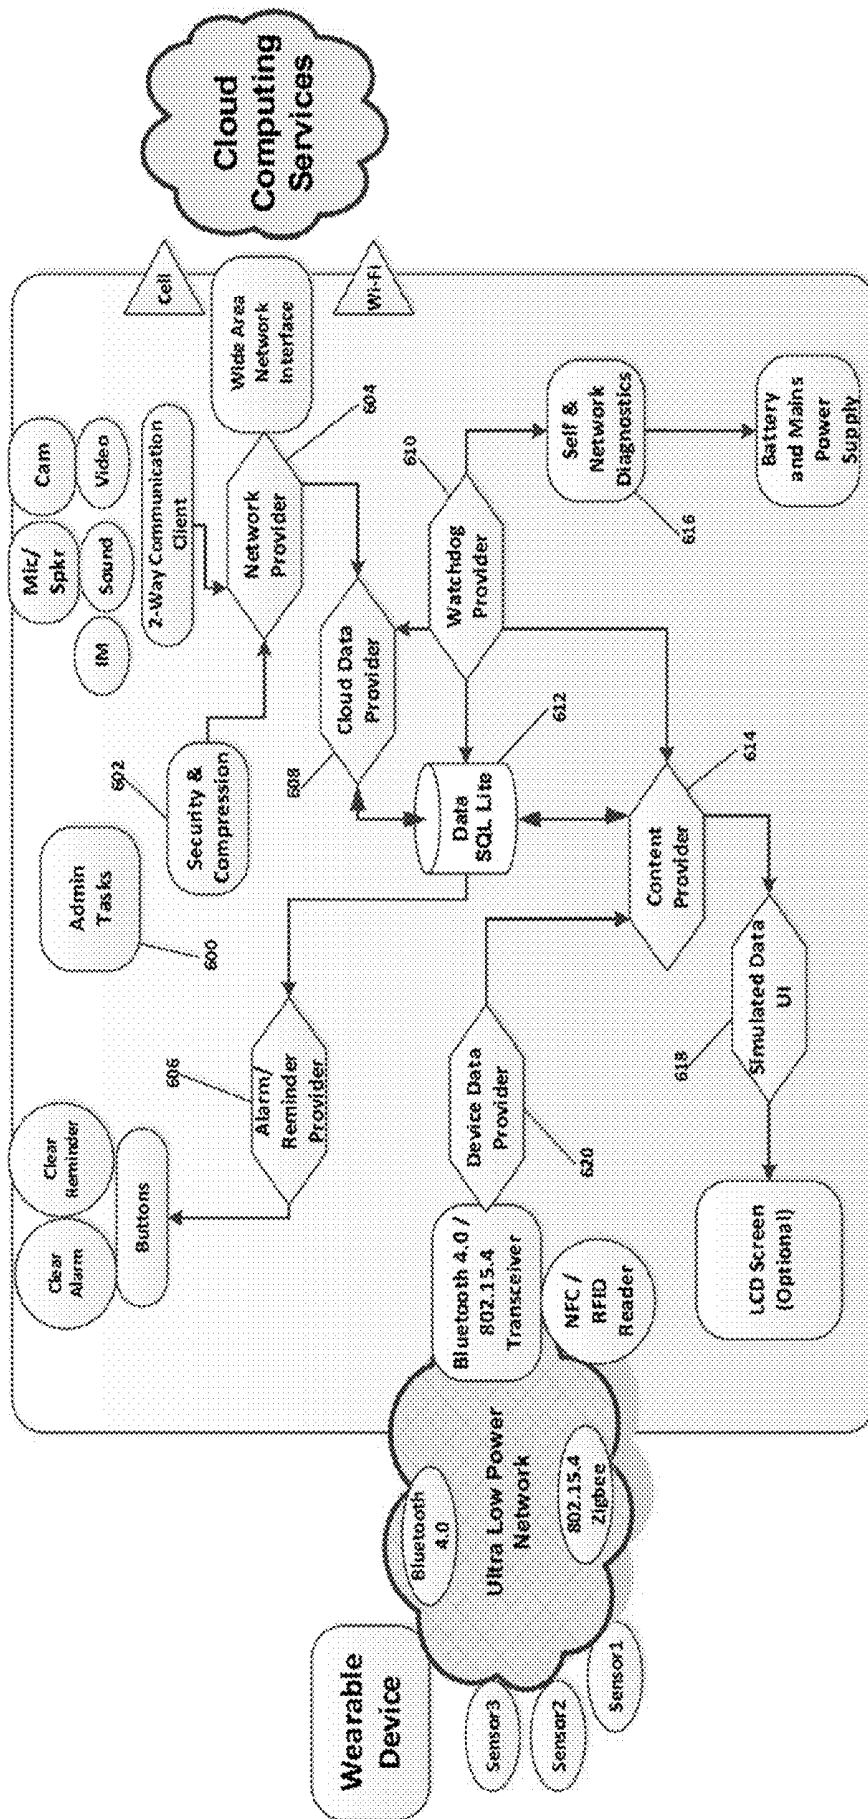 Clear
Alarm
Clear
Reminder
Buttons
Admin
Tasks
600
602
Security &
Compression
Mic/
Spkr
Cam
IM
Sound
Video
2-Way Communication
Client
Cell
Wide Area
Network
Interface
Wi-Fi
Cloud
Computing
Services
Network
Provider
604
606
Alarm/
Reminder
Provider
608
Cloud Data
Provider
610
Watchdog
Provider
612
Data
SQL Lite
Self &
Network
Diagnostics
616
Battery
and Mains
Power
Supply
614
Content
Provider
Device Data
Provider
620
618
Simulated Data
UI
LCD Screen
(Optional)
Bluetooth 4.0 /
802.15.4
Transceiver
NFC /
RFID
Reader
Wearable
Device
Bluetooth
4.0
Ultra Low Power
Network
802.15.4
Zigbee
Sensor3
Sensor2
Sensor1